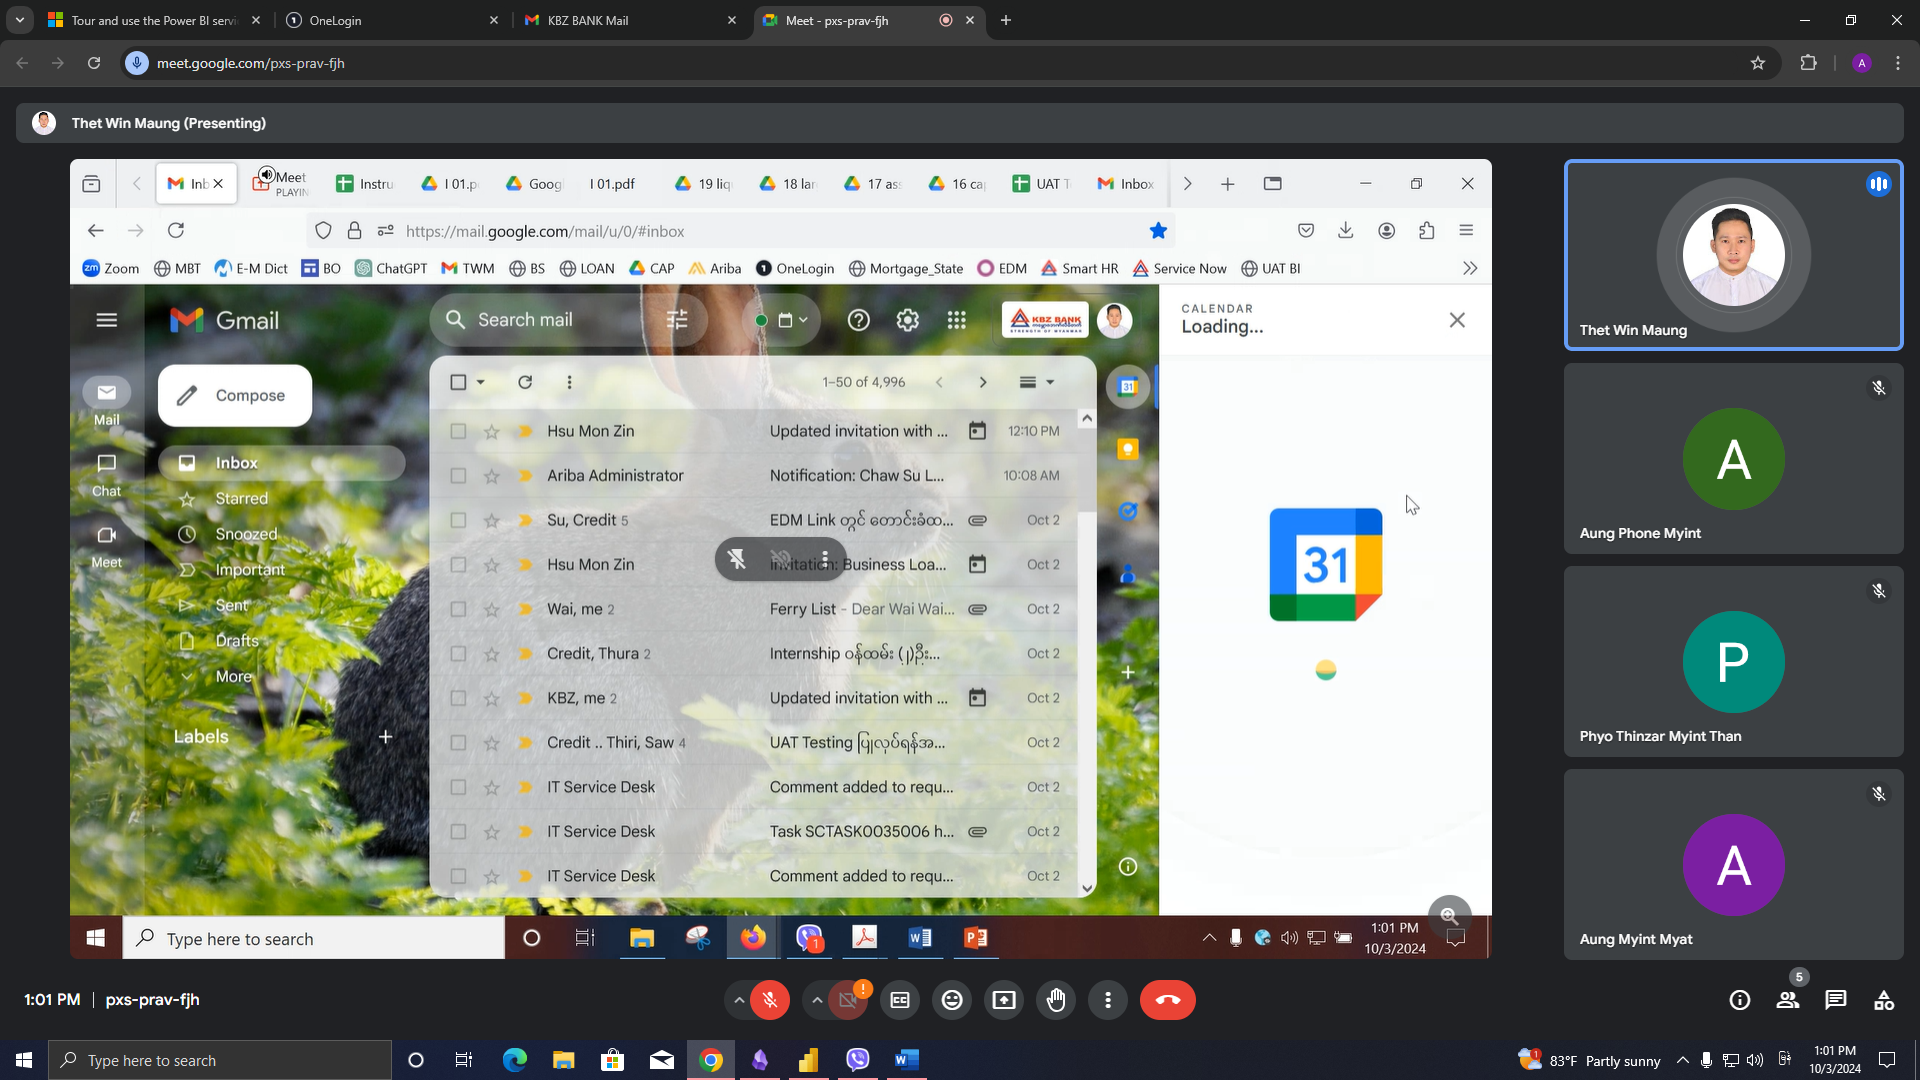 Tour and use the Power BI servi
OneLogin
KBZ BANK Mail
Meet - pxs-prav-fjh
meet.google.com/pxs-prav-fjh
A
Thet Win Maung (Presenting)
Inb
Meet
PLAYIN
Instru
I 01.p
Goog
I 01.pdf
19 liq
18 lan
17 ass
16 ca
UAT T
Inbox
https://mail.google.com/mail/u/0/#inbox
Zoom
MBT
E-M Dict
BO
ChatGPT
TWM
BS
LOAN
CAP
Ariba
OneLogin
Mortgage_State
EDM
Smart HR
Service Now
UAT BI
Gmail
Search mail
KBZ BANK
STRENGTH OF MYANMAR
CALENDAR
Loading...
Mail
Chat
Meet
Compose
Inbox
Starred
Snoozed
Important
Sent
Drafts
More
Labels
1–50 of 4,996
Hsu Mon Zin Updated invitation with ... 12:10 PM
Ariba Administrator Notification: Chaw Su L... 10:08 AM
Su, Credit 5 EDM Link တွင် တောင်းခံထ... Oct 2
Hsu Mon Zin Invitation: Business Loa... Oct 2
Wai, me 2 Ferry List - Dear Wai Wai... Oct 2
Credit, Thura 2 Internship ဝန်ထမ်း (၂)ဦး... Oct 2
KBZ, me 2 Updated invitation with ... Oct 2
Credit .. Thiri, Saw 4 UAT Testing ပြုလုပ်ရန်အ... Oct 2
IT Service Desk Comment added to requ... Oct 2
IT Service Desk Task SCTASK0035006 h... Oct 2
IT Service Desk Comment added to requ... Oct 2
31
31
Type here to search
1
1:01 PM
10/3/2024
Thet Win Maung
A
Aung Phone Myint
P
Phyo Thinzar Myint Than
A
Aung Myint Myat
1:01 PM | pxs-prav-fjh
5
Type here to search
1
83°F Partly sunny
1:01 PM
10/3/2024